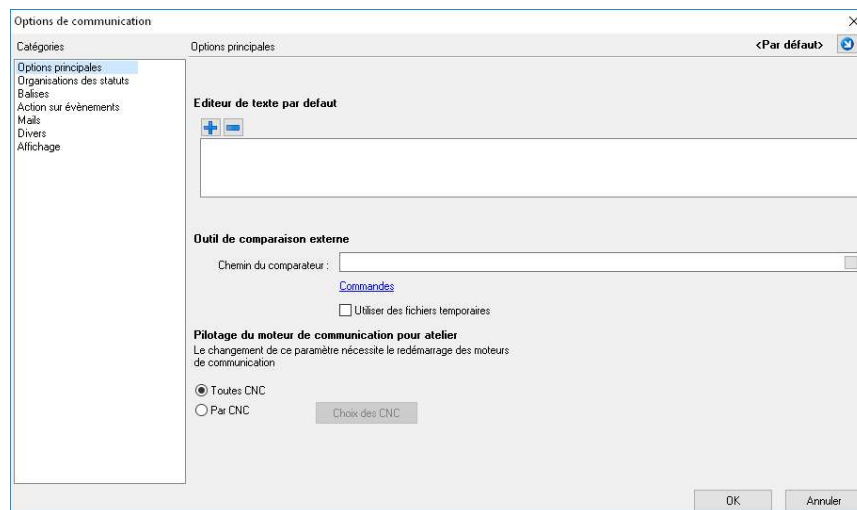 Options de communication
Catégories
Options principales
<Par défaut>
Options principales
Organisations des statuts
Balises
Action sur évènements
Mails
Divers
Affichage
Editeur de texte par defaut
Outil de comparaison externe
Chemin du comparateur :
Commandes
Utiliser des fichiers temporaires
Pilotage du moteur de communication pour atelier
Le changement de ce paramètre nécessite le redémarrage des moteurs
de communication
Toutes CNC
Par CNC
Choix des CNC
OK
Annuler